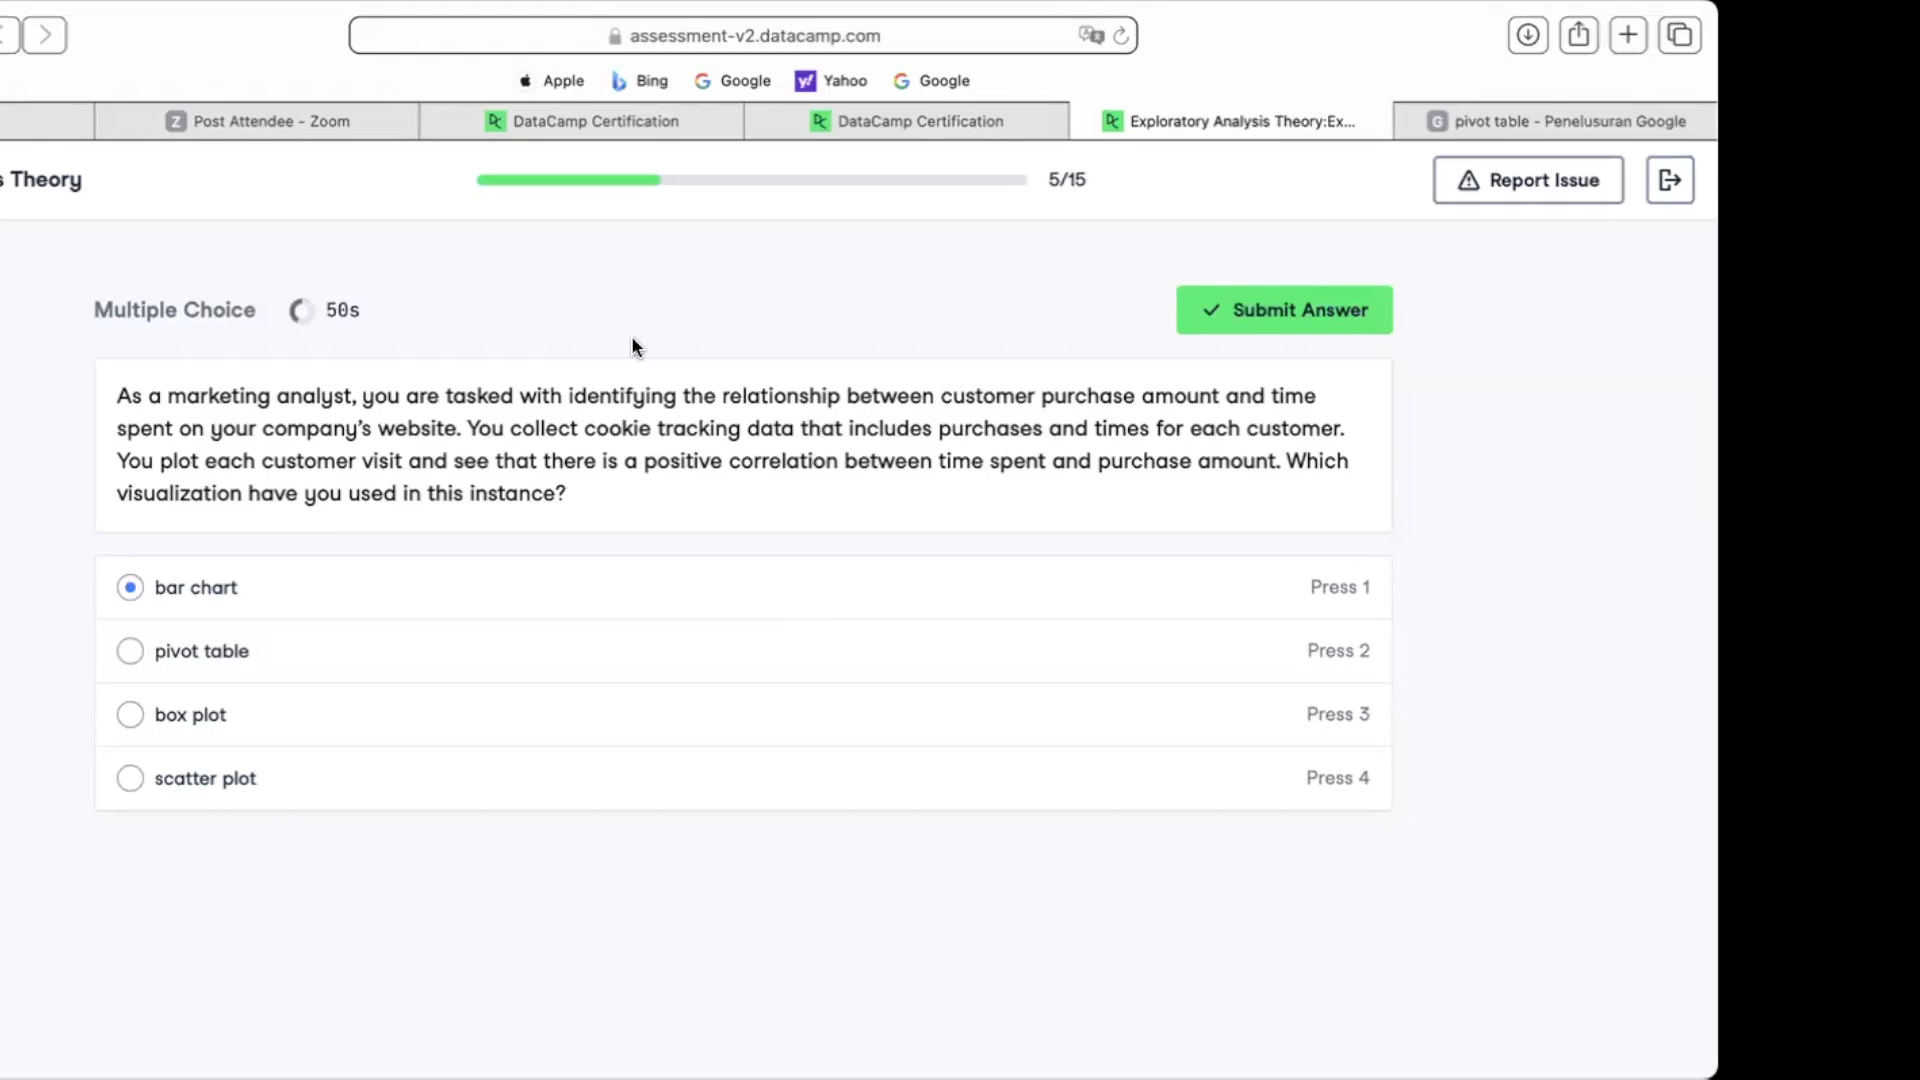 assessment-v2.datacamp.com
Apple
Bing
Google
Yahoo
Google
Post Attendee - Zoom
DataCamp Certification
DataCamp Certification
Exploratory Analysis Theory:Ex...
pivot table - Penelusuran Google
s Theory
5/15
Report Issue
Multiple Choice
50s
Submit Answer
As a marketing analyst, you are tasked with identifying the relationship between customer purchase amount and time
spent on your company's website. You collect cookie tracking data that includes purchases and times for each customer.
You plot each customer visit and see that there is a positive correlation between time spent and purchase amount. Which
visualization have you used in this instance?
bar chart
Press 1
pivot table
Press 2
box plot
Press 3
scatter plot
Press 4